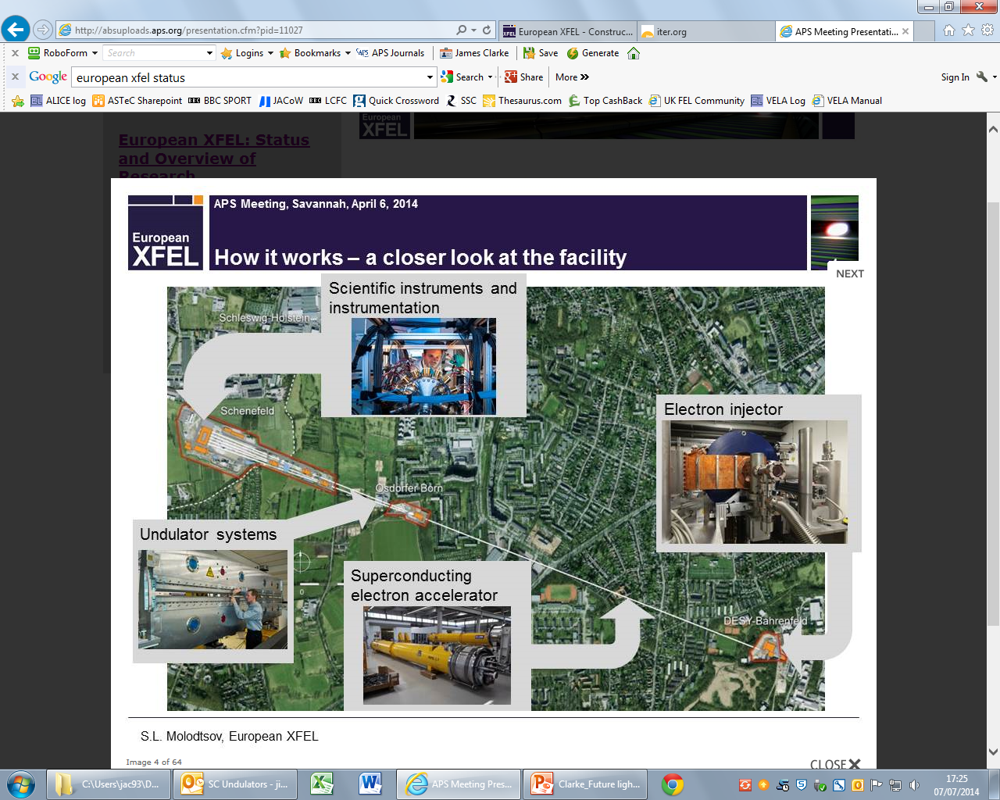 http://absuploads.aps.org/presentation.cfm?pid=11027
European XFEL - Construc...
iter.org
APS Meeting Presentati...
RoboForm
Search
Logins
Bookmarks
APS Journals
James Clarke
Save
Generate
Google
european xfel status
Search
Share
More
Sign In
ALICE log
ASTeC Sharepoint
BBC SPORT
JACoW
LCFC
Quick Crossword
SSC
Thesaurus.com
Top CashBack
UK FEL Community
VELA Log
VELA Manual
European
XFEL
European XFEL: Status
and Overview of
Research
European
XFEL
APS Meeting, Savannah, April 6, 2014
How it works – a closer look at the facility
NEXT
Scientific instruments and
instrumentation
Schleswig-Holstein
Schenefeld
Electron injector
Osdorfer Born
Undulator systems
Superconducting
electron accelerator
0
DESY-Bahrenfeld
S.L. Molodtsov, European XFEL
Image 4 of 64
CLOSE
C:\Users\jac93\D...
SC Undulators - ji...
APS Meeting Pres...
Clarke_Future ligh...
17:25
07/07/2014